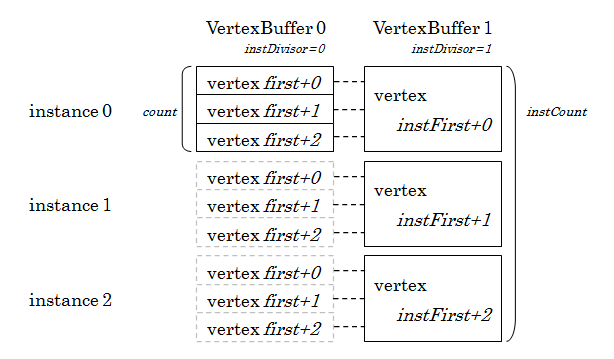 VertexBuffer 0 VertexBuffer 1
instDivisor=0 instDivisor=1
instance 0
count
vertex first+0
vertex first+1
vertex first+2
vertex
instFirst+0
instCount
instance 1
vertex first+0
vertex first+1
vertex first+2
vertex
instFirst+1
instance 2
vertex first+0
vertex first+1
vertex first+2
vertex
instFirst+2